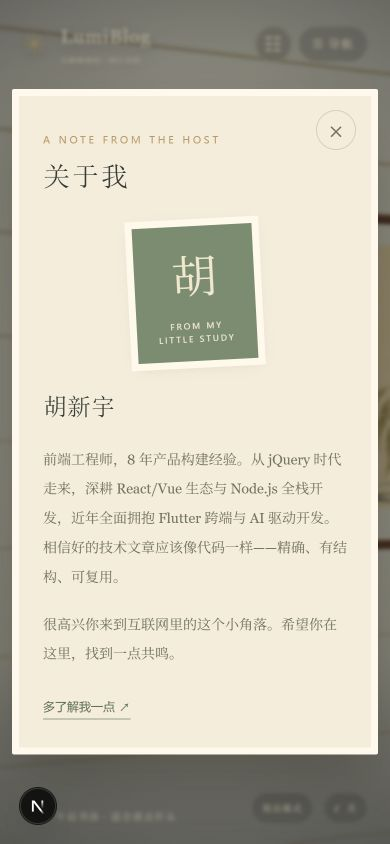 LumiBlog
A NOTE FROM THE HOST
关于我
胡
FROM MY
LITTLE STUDY
胡新宇
前端工程师，8 年产品构建经验。从 jQuery 时代
走来，深耕 React/Vue 生态与 Node.js 全栈开
发，近年全面拥抱 Flutter 跨端与 AI 驱动开发。
相信好的技术文章应该像代码一样——精确、有结
构、可复用。
很高兴你来到互联网里的这个小角落。希望你在
这里，找到一点共鸣。
多了解我一点 ↗
N